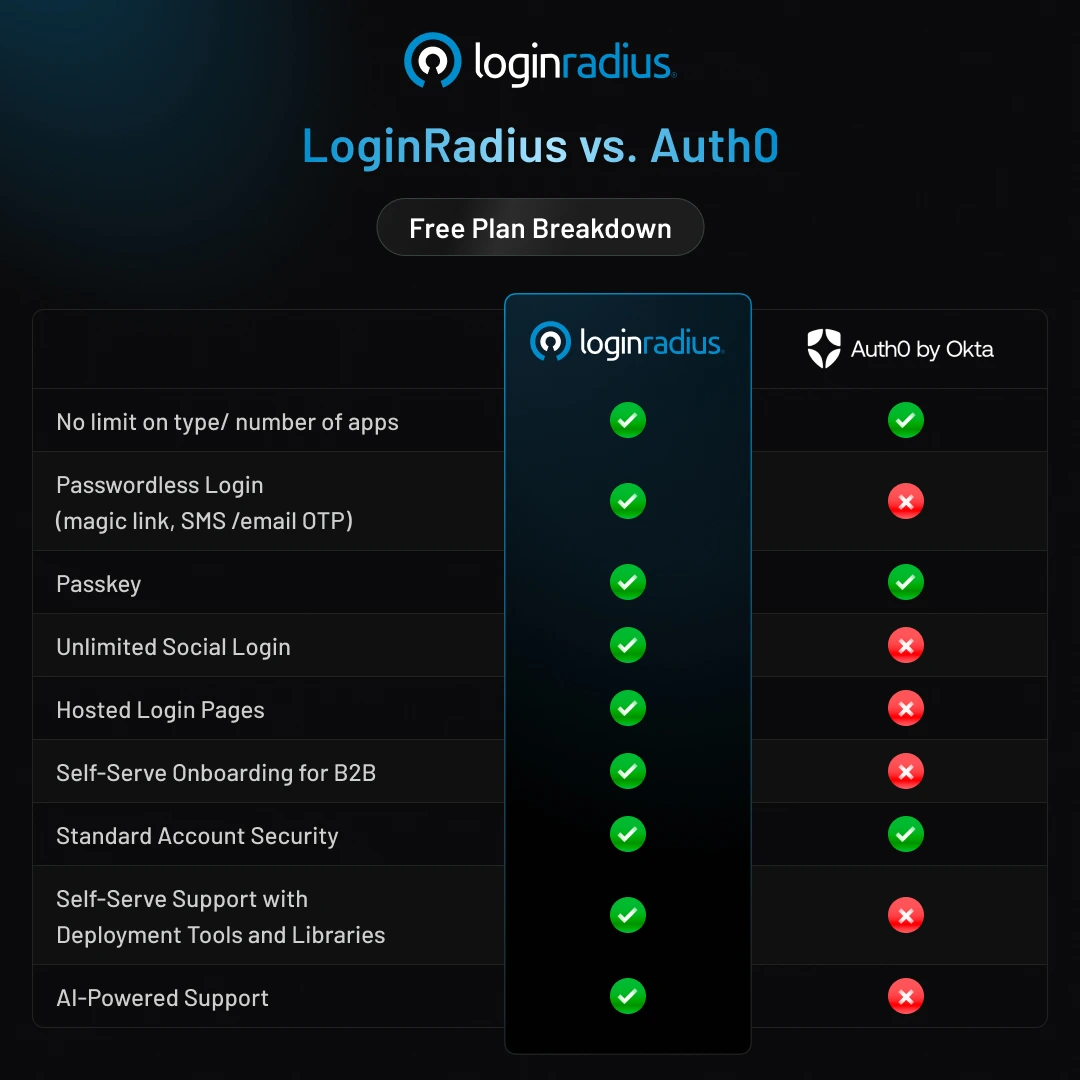 loginradius®
LoginRadius vs. Auth0
Free Plan Breakdown
loginradius
Auth0 by Okta
No limit on type/ number of apps
Passwordless Login
(magic link, SMS /email OTP)
Passkey
Unlimited Social Login
Hosted Login Pages
Self-Serve Onboarding for B2B
Standard Account Security
Self-Serve Support with
Deployment Tools and Libraries
AI-Powered Support